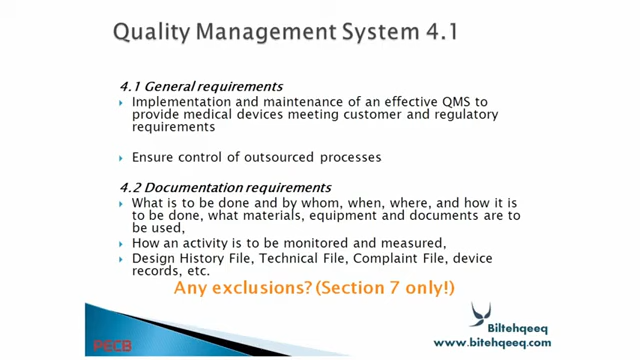 Quality Management System 4.1
4.1 General requirements
Implementation and maintenance of an effective QMS to
provide medical devices meeting customer and regulatory
requirements
Ensure control of outsourced processes
4.2 Documentation requirements
What is to be done and by whom, when, where, and how it is
to be done, what materials, equipment and documents are to
be used,
How an activity is to be monitored and measured,
Design History File, Technical File, Complaint File, device
records, etc.
Any exclusions? (Section 7 only!)
PECB
Biltehqeeq
www.bitehqeeq.com